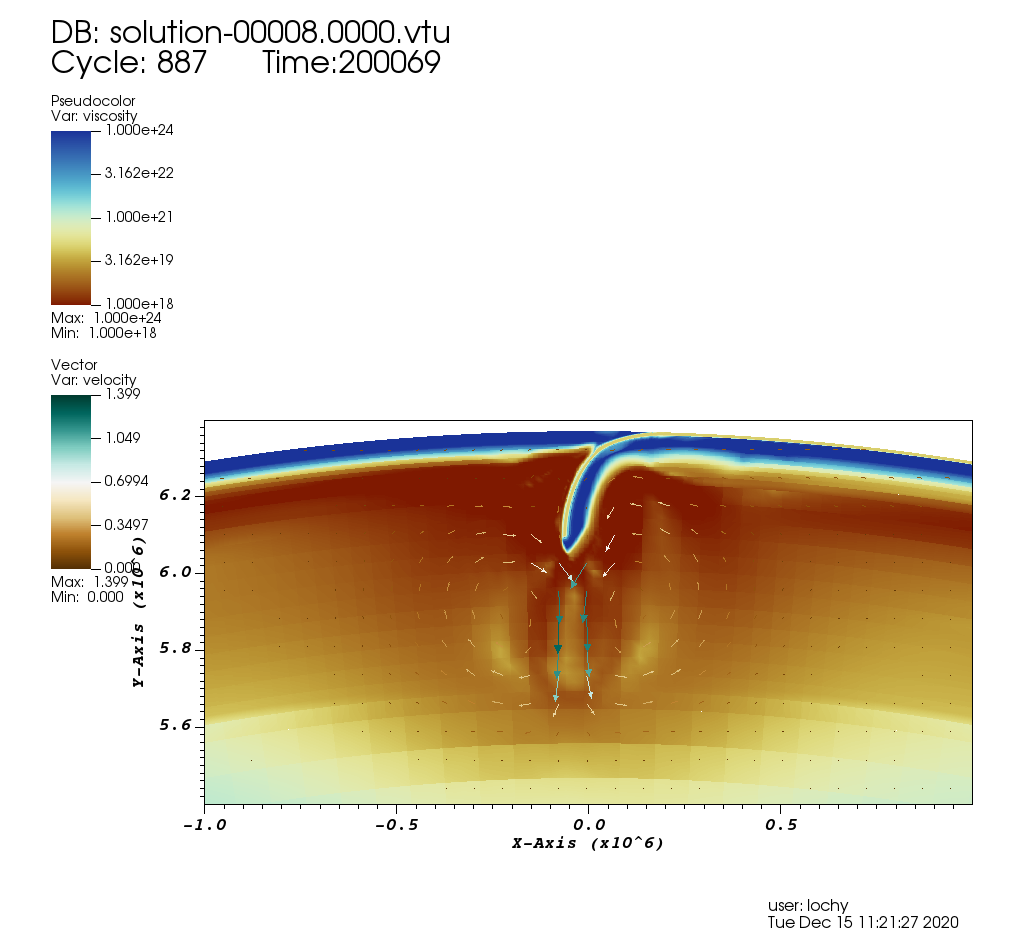 DB: solution-00008.0000.vtu
Cycle: 887 Time:200069
Pseudocolor
Var: viscosity
1.000e+24
3.162e+22
1.000e+21
3.162e+19
1.000e+18
Max: 1.000e+24
Min: 1.000e+18
Vector
Var: velocity
1.399
1.049
0.6994
0.3497
0.000
Max: 1.399
Min: 0.000
Y-Axis (x10^6)
6.2
6.0
5.8
5.6
-1.0 -0.5 0.0 0.5
X-Axis (x10^6)
user: lochy
Tue Dec 15 11:21:27 2020